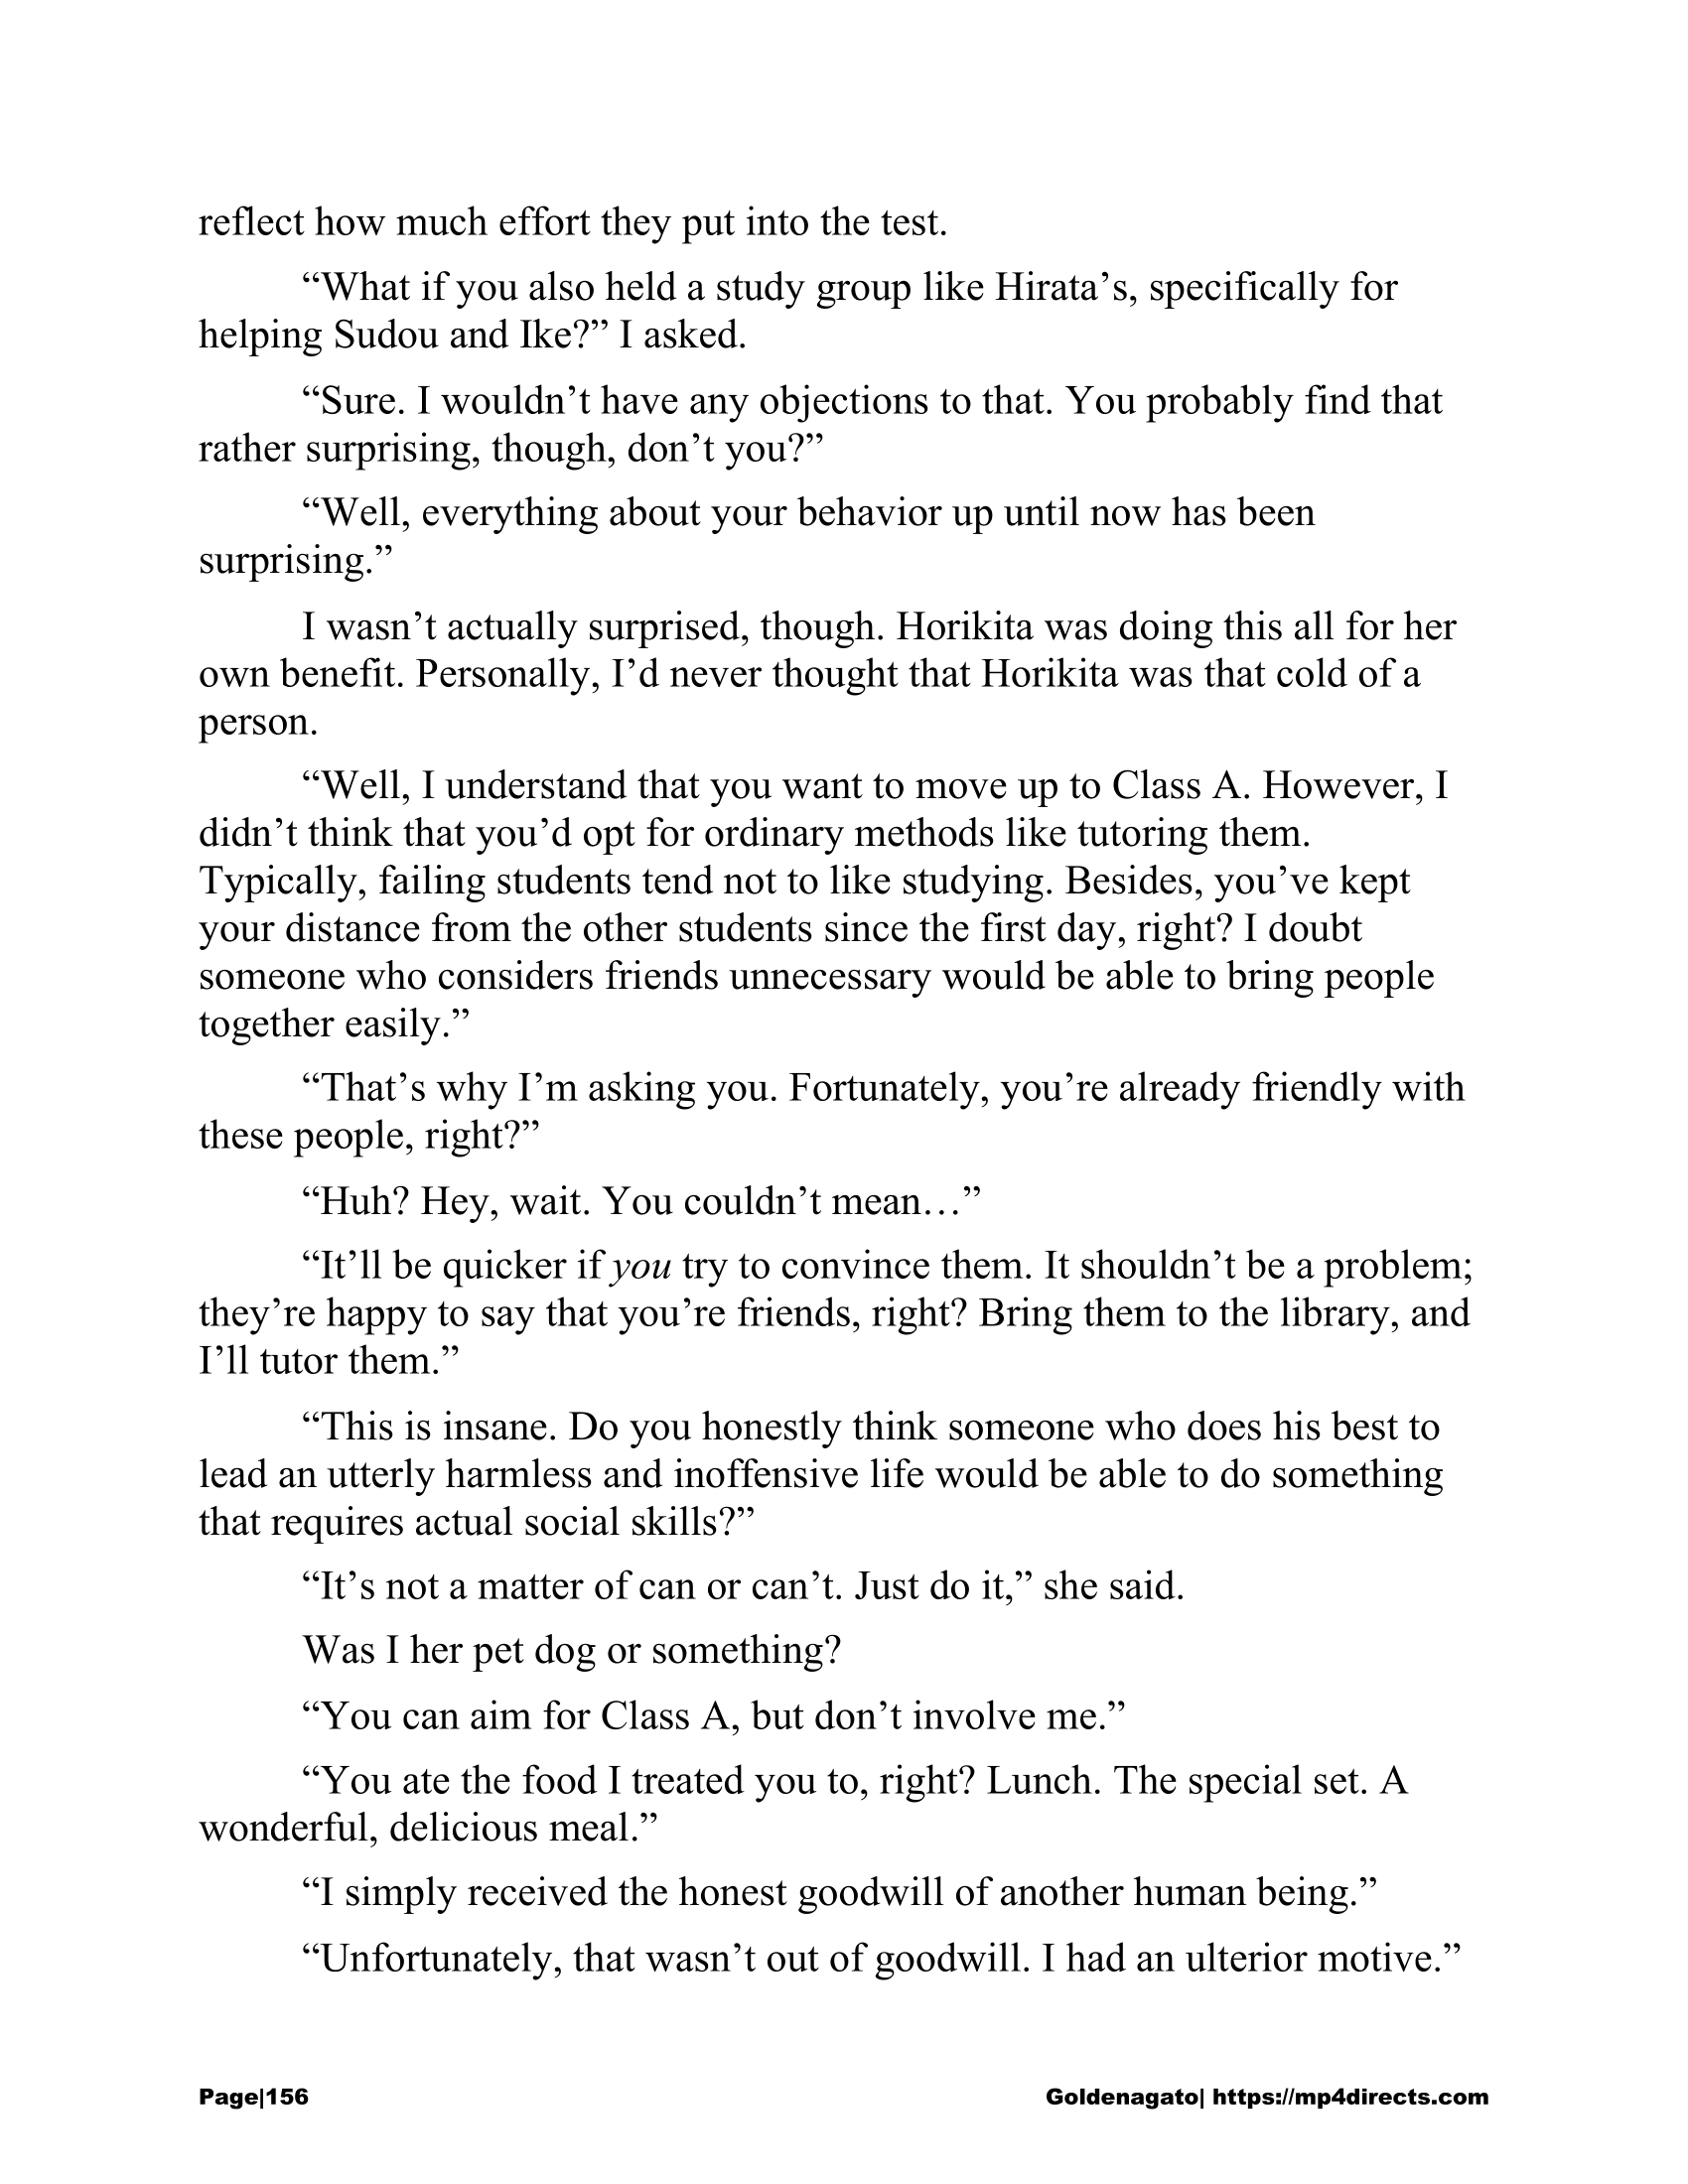 reflect how much effort they put into the test.
“What if you also held a study group like Hirata’s, specifically for
helping Sudou and Ike?” I asked.
“Sure. I wouldn’t have any objections to that. You probably find that
rather surprising, though, don’t you?”
“Well, everything about your behavior up until now has been
surprising.”
I wasn’t actually surprised, though. Horikita was doing this all for her
own benefit. Personally, I’d never thought that Horikita was that cold of a
person.
“Well, I understand that you want to move up to Class A. However, I
didn’t think that you’d opt for ordinary methods like tutoring them.
Typically, failing students tend not to like studying. Besides, you’ve kept
your distance from the other students since the first day, right? I doubt
someone who considers friends unnecessary would be able to bring people
together easily.”
“That’s why I’m asking you. Fortunately, you’re already friendly with
these people, right?”
“Huh? Hey, wait. You couldn’t mean…”
“It’ll be quicker if you try to convince them. It shouldn’t be a problem;
they’re happy to say that you’re friends, right? Bring them to the library, and
I’ll tutor them.”
“This is insane. Do you honestly think someone who does his best to
lead an utterly harmless and inoffensive life would be able to do something
that requires actual social skills?”
“It’s not a matter of can or can’t. Just do it,” she said.
Was I her pet dog or something?
“You can aim for Class A, but don’t involve me.”
“You ate the food I treated you to, right? Lunch. The special set. A
wonderful, delicious meal.”
“I simply received the honest goodwill of another human being.”
“Unfortunately, that wasn’t out of goodwill. I had an ulterior motive.”
Page|156 Goldenagato| https://mp4directs.com